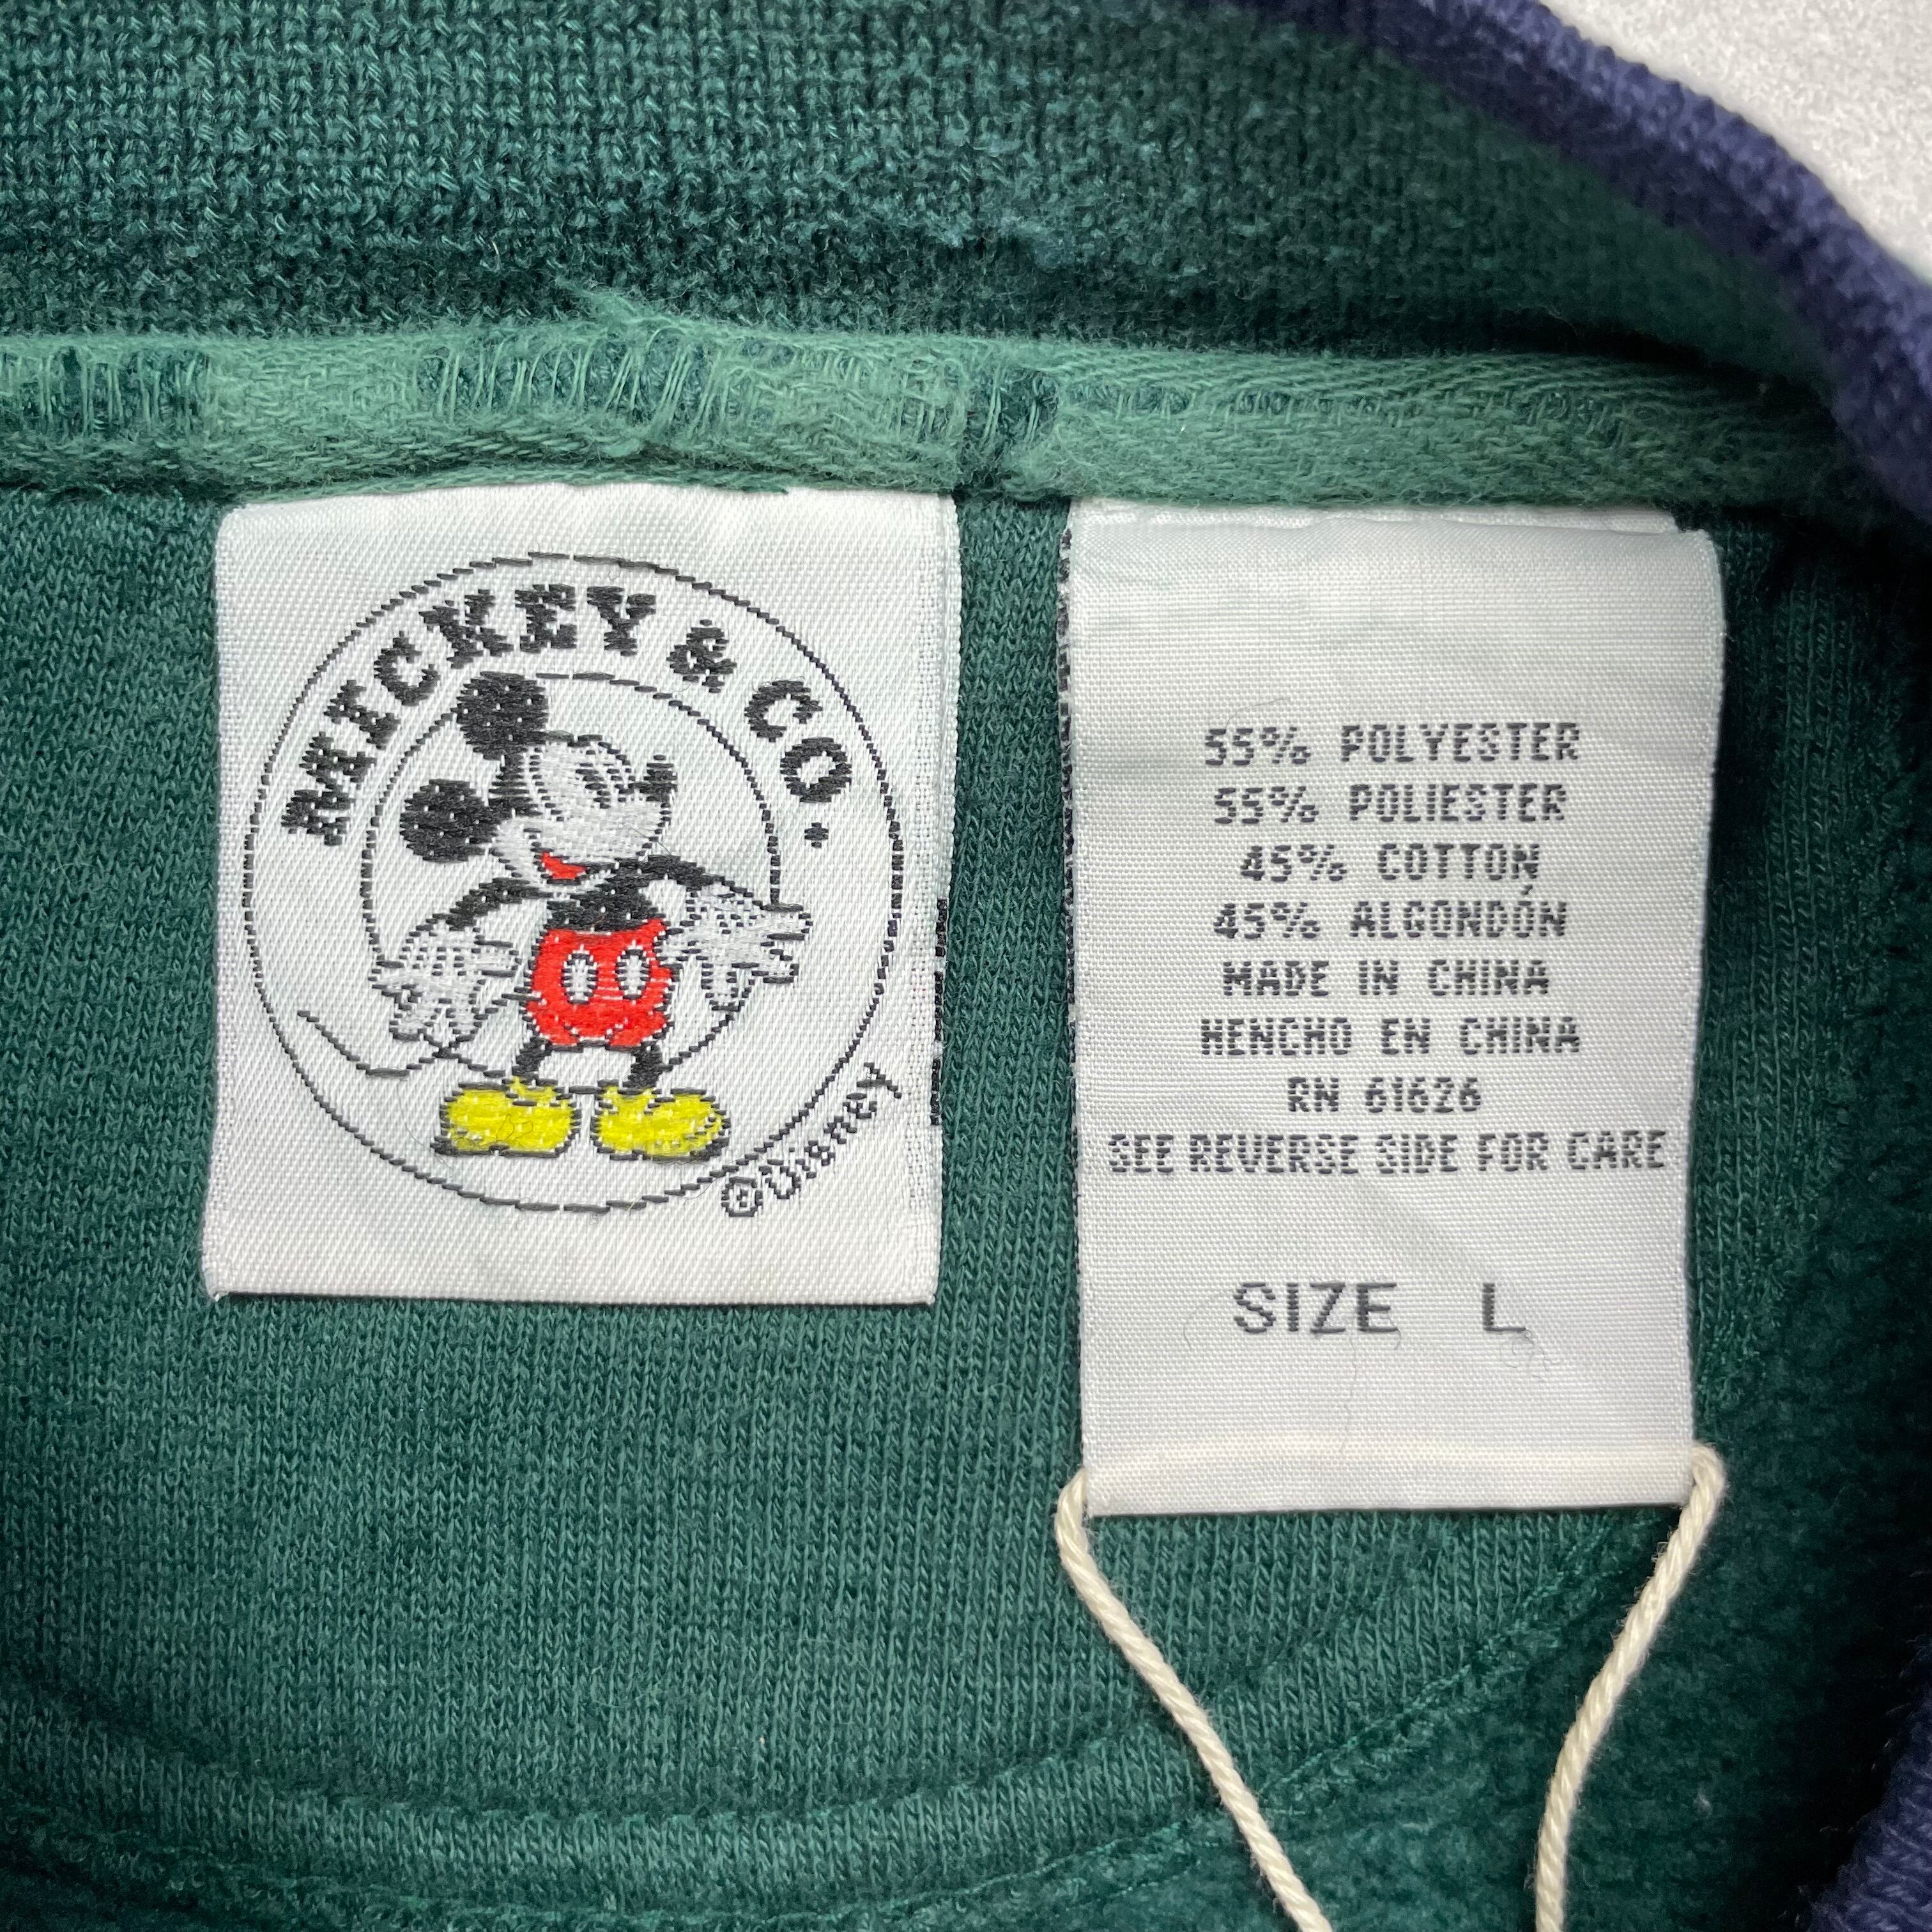 MICKEY & CO.
©Disney
55% POLYESTER
55% POLIESTER
45% COTTON
45% ALGONDÓN
MADE IN CHINA
HENCHO EN CHINA
RN 61626
SEE REVERSE SIDE FOR CARE
SIZE L